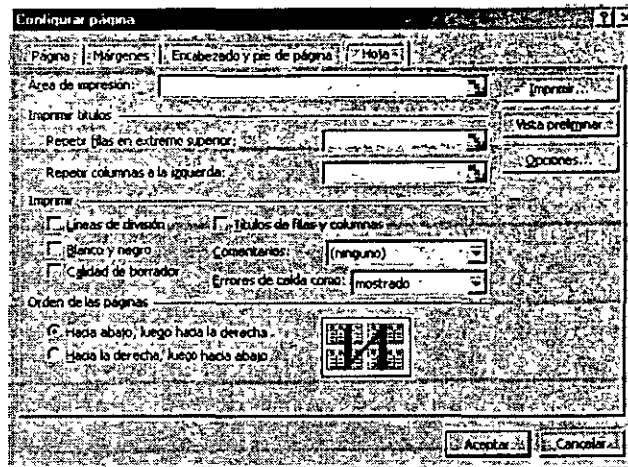 Configurar página
Página Márgenes Encabezado y pie de página Hoja
Área de impresión:
Imprimir...
Imprimir títulos
Vista preliminar
Repetir filas en extremo superior:
Opciones...
Repetir columnas a la izquierda:
Imprimir
Líneas de división
Títulos de filas y columnas
Blanco y negro
Comentarios: (ninguno)
Calidad de borrador
Errores de celda como: mostrado
Orden de las páginas
Hacia abajo, luego hacia la derecha
Hacia la derecha, luego hacia abajo
Aceptar Cancelar